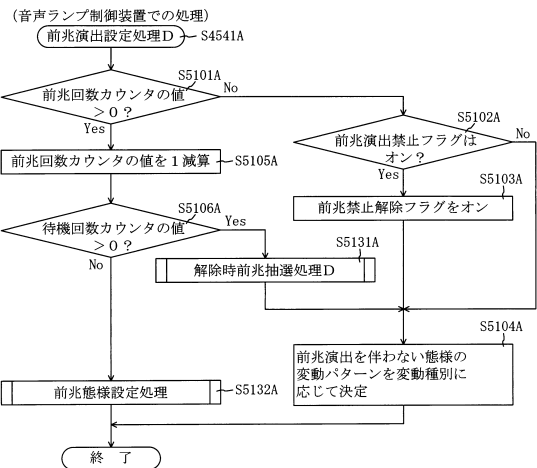 （音声ランプ制御装置での処理）
前兆演出設定処理D
S4541A
S5101A
前兆回数カウンタの値
＞０？
No
Yes
S5102A
前兆演出禁止フラグは
オン？
No
Yes
前兆回数カウンタの値を１減算
S5105A
S5103A
前兆禁止解除フラグをオン
S5106A
待機回数カウンタの値
＞０？
Yes
No
S5131A
解除時前兆抽選処理D
S5104A
前兆演出を伴わない態様の
変動パターンを変動種別に
応じて決定
前兆態様設定処理
S5132A
終 了